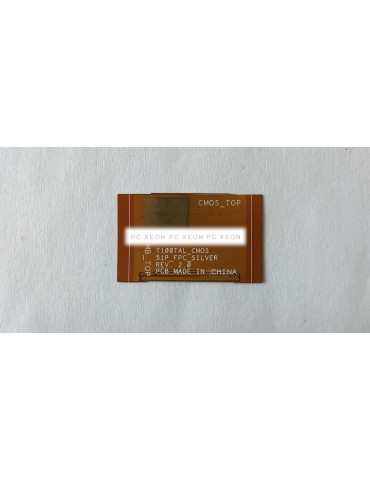 CMOS_TOP
PC XEON PC XEON PC XEON
MB_TOP
T100TAL_CMOS
51P_FPC_SILVER
REV. 2.0
PCB MADE IN CHINA